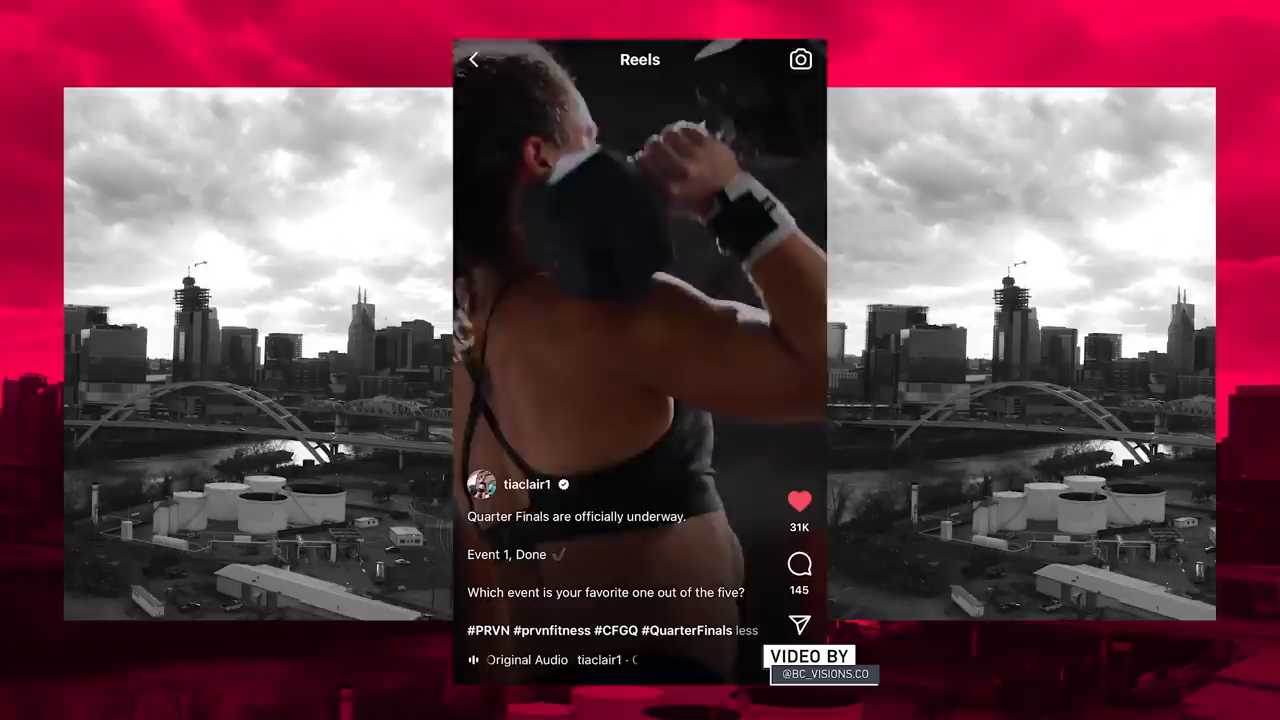 Reels
tiaclair1
Quarter Finals are officially underway.
Event 1, Done ✓
Which event is your favorite one out of the five?
#PRVN #prvnfitness #CFGQ #QuarterFinals less
Original Audio tiaclair1 ·
31K
145
VIDEO BY
@BC_VISIONS.CO